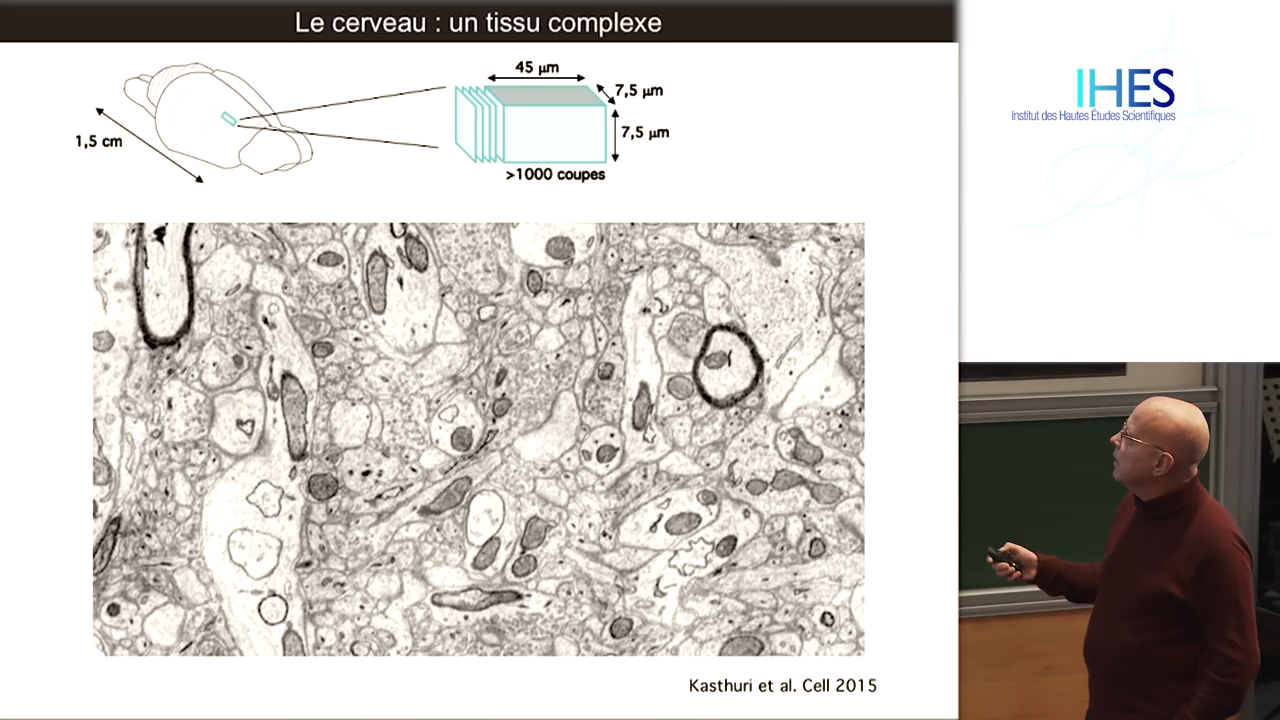 Le cerveau : un tissu complexe
45 µm
7,5 µm
7,5 µm
1,5 cm
>1000 coupes
Kasthuri et al. Cell 2015
IHES
Institut des Hautes Études Scientifiques